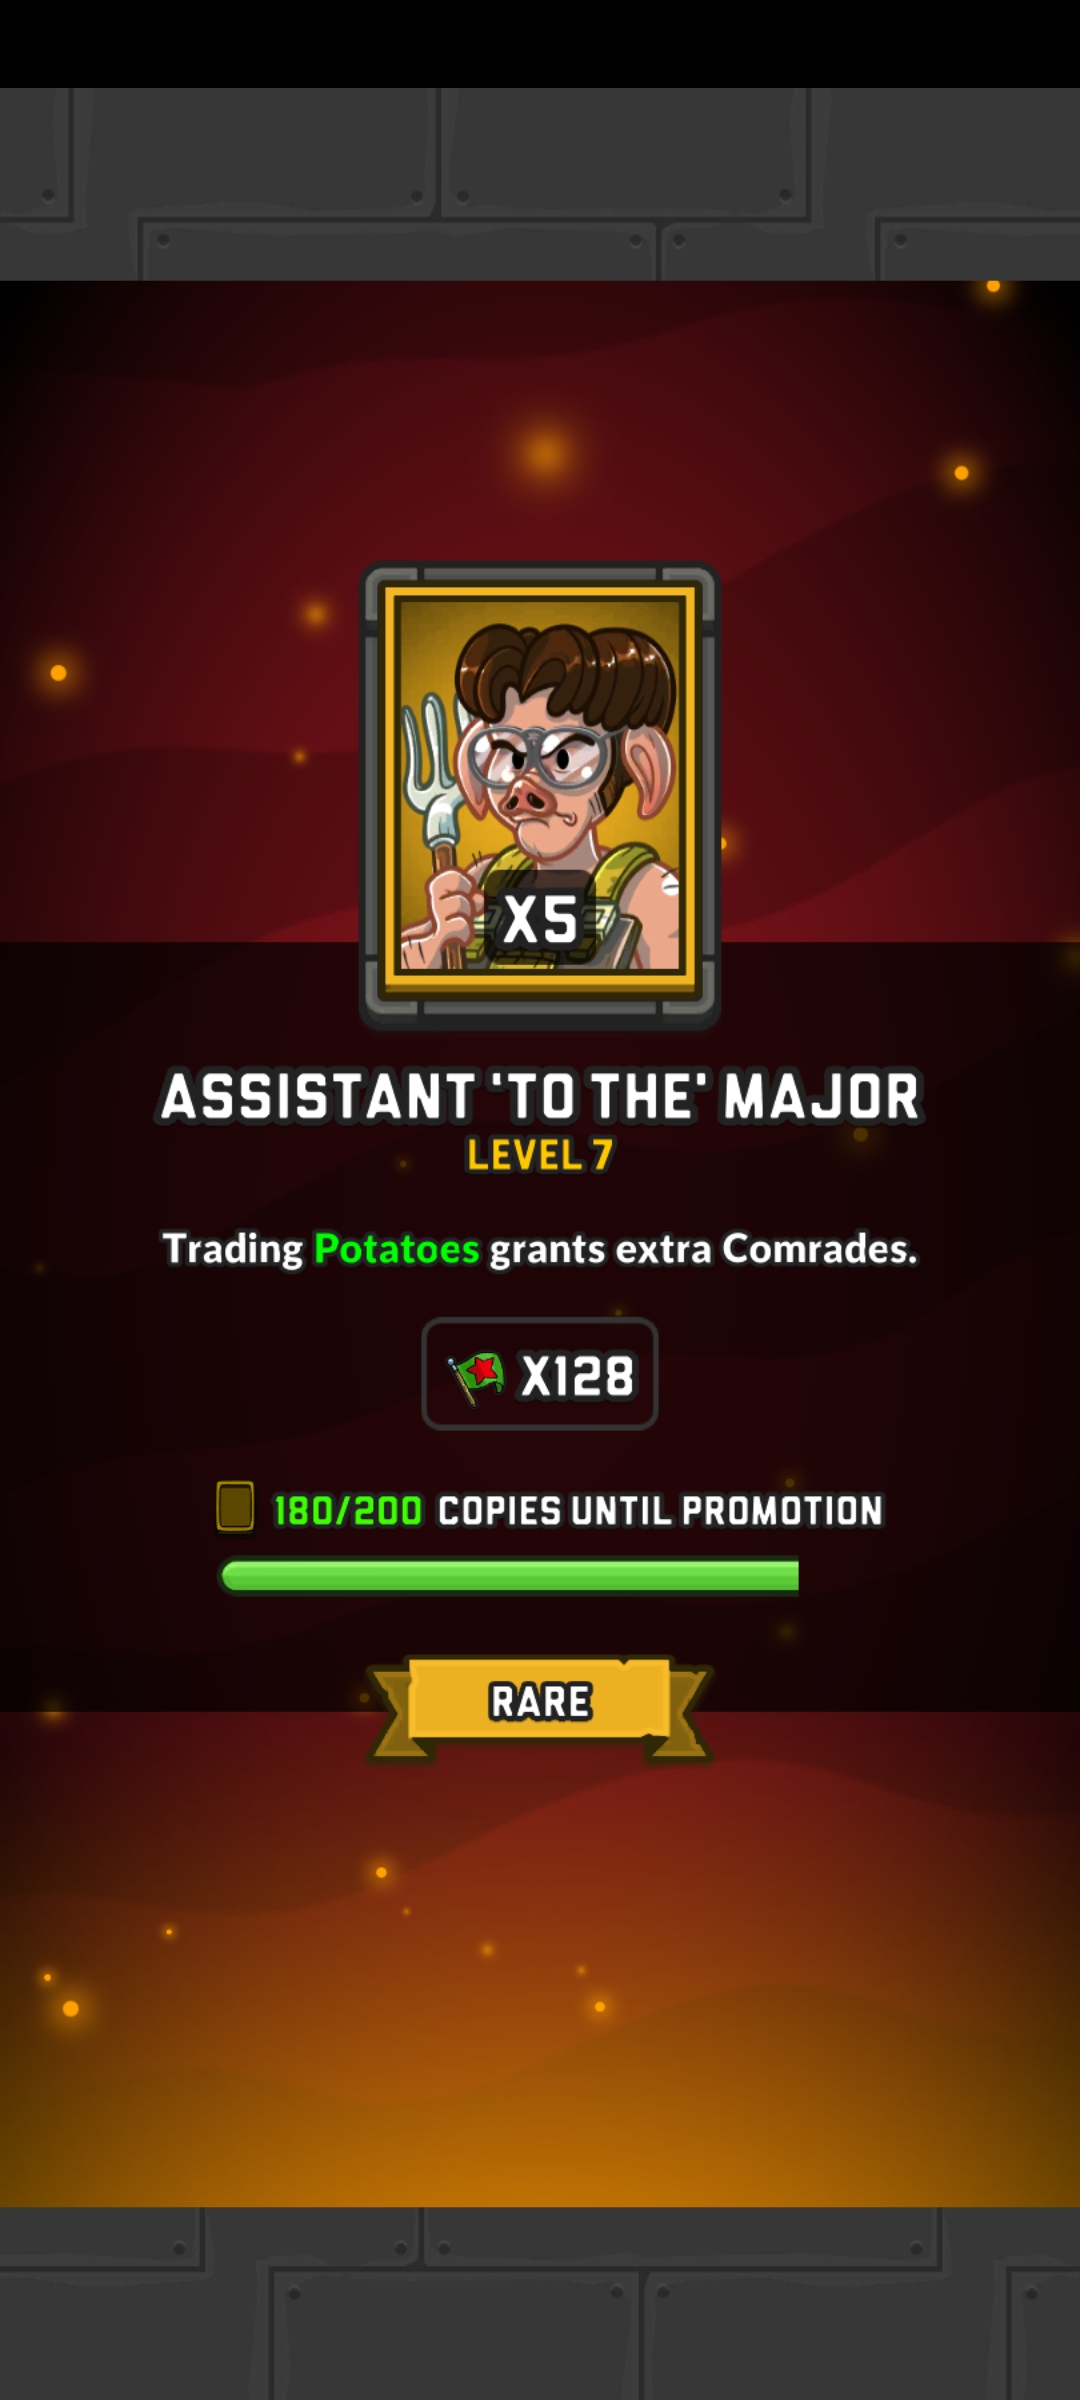 X5
ASSISTANT 'TO THE' MAJOR
LEVEL 7
Trading Potatoes grants extra Comrades.
X128
180/200 COPIES UNTIL PROMOTION
RARE